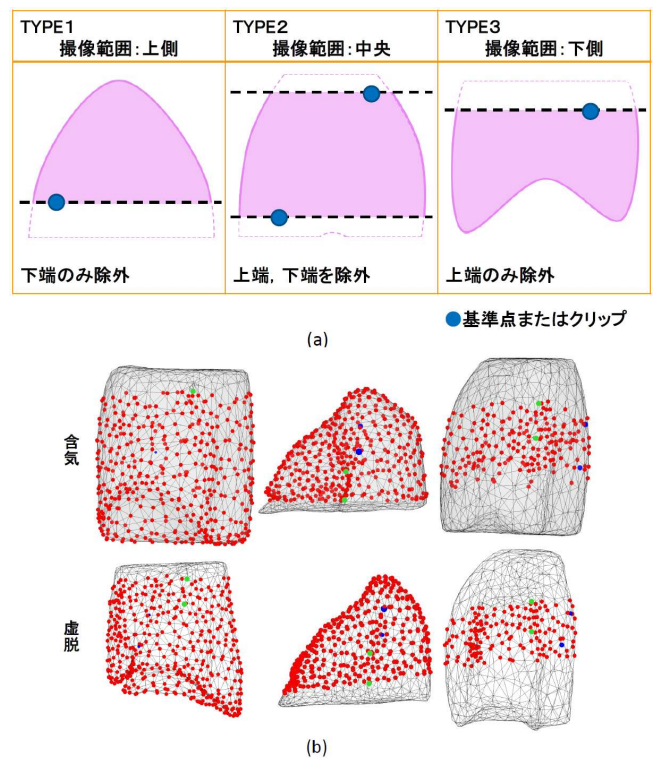 TYPE1
撮像範囲:上側
TYPE2
撮像範囲:中央
TYPE3
撮像範囲:下側
下端のみ除外
上端，下端を除外
上端のみ除外
基準点またはクリップ
(a)
含気
虚脱
(b)